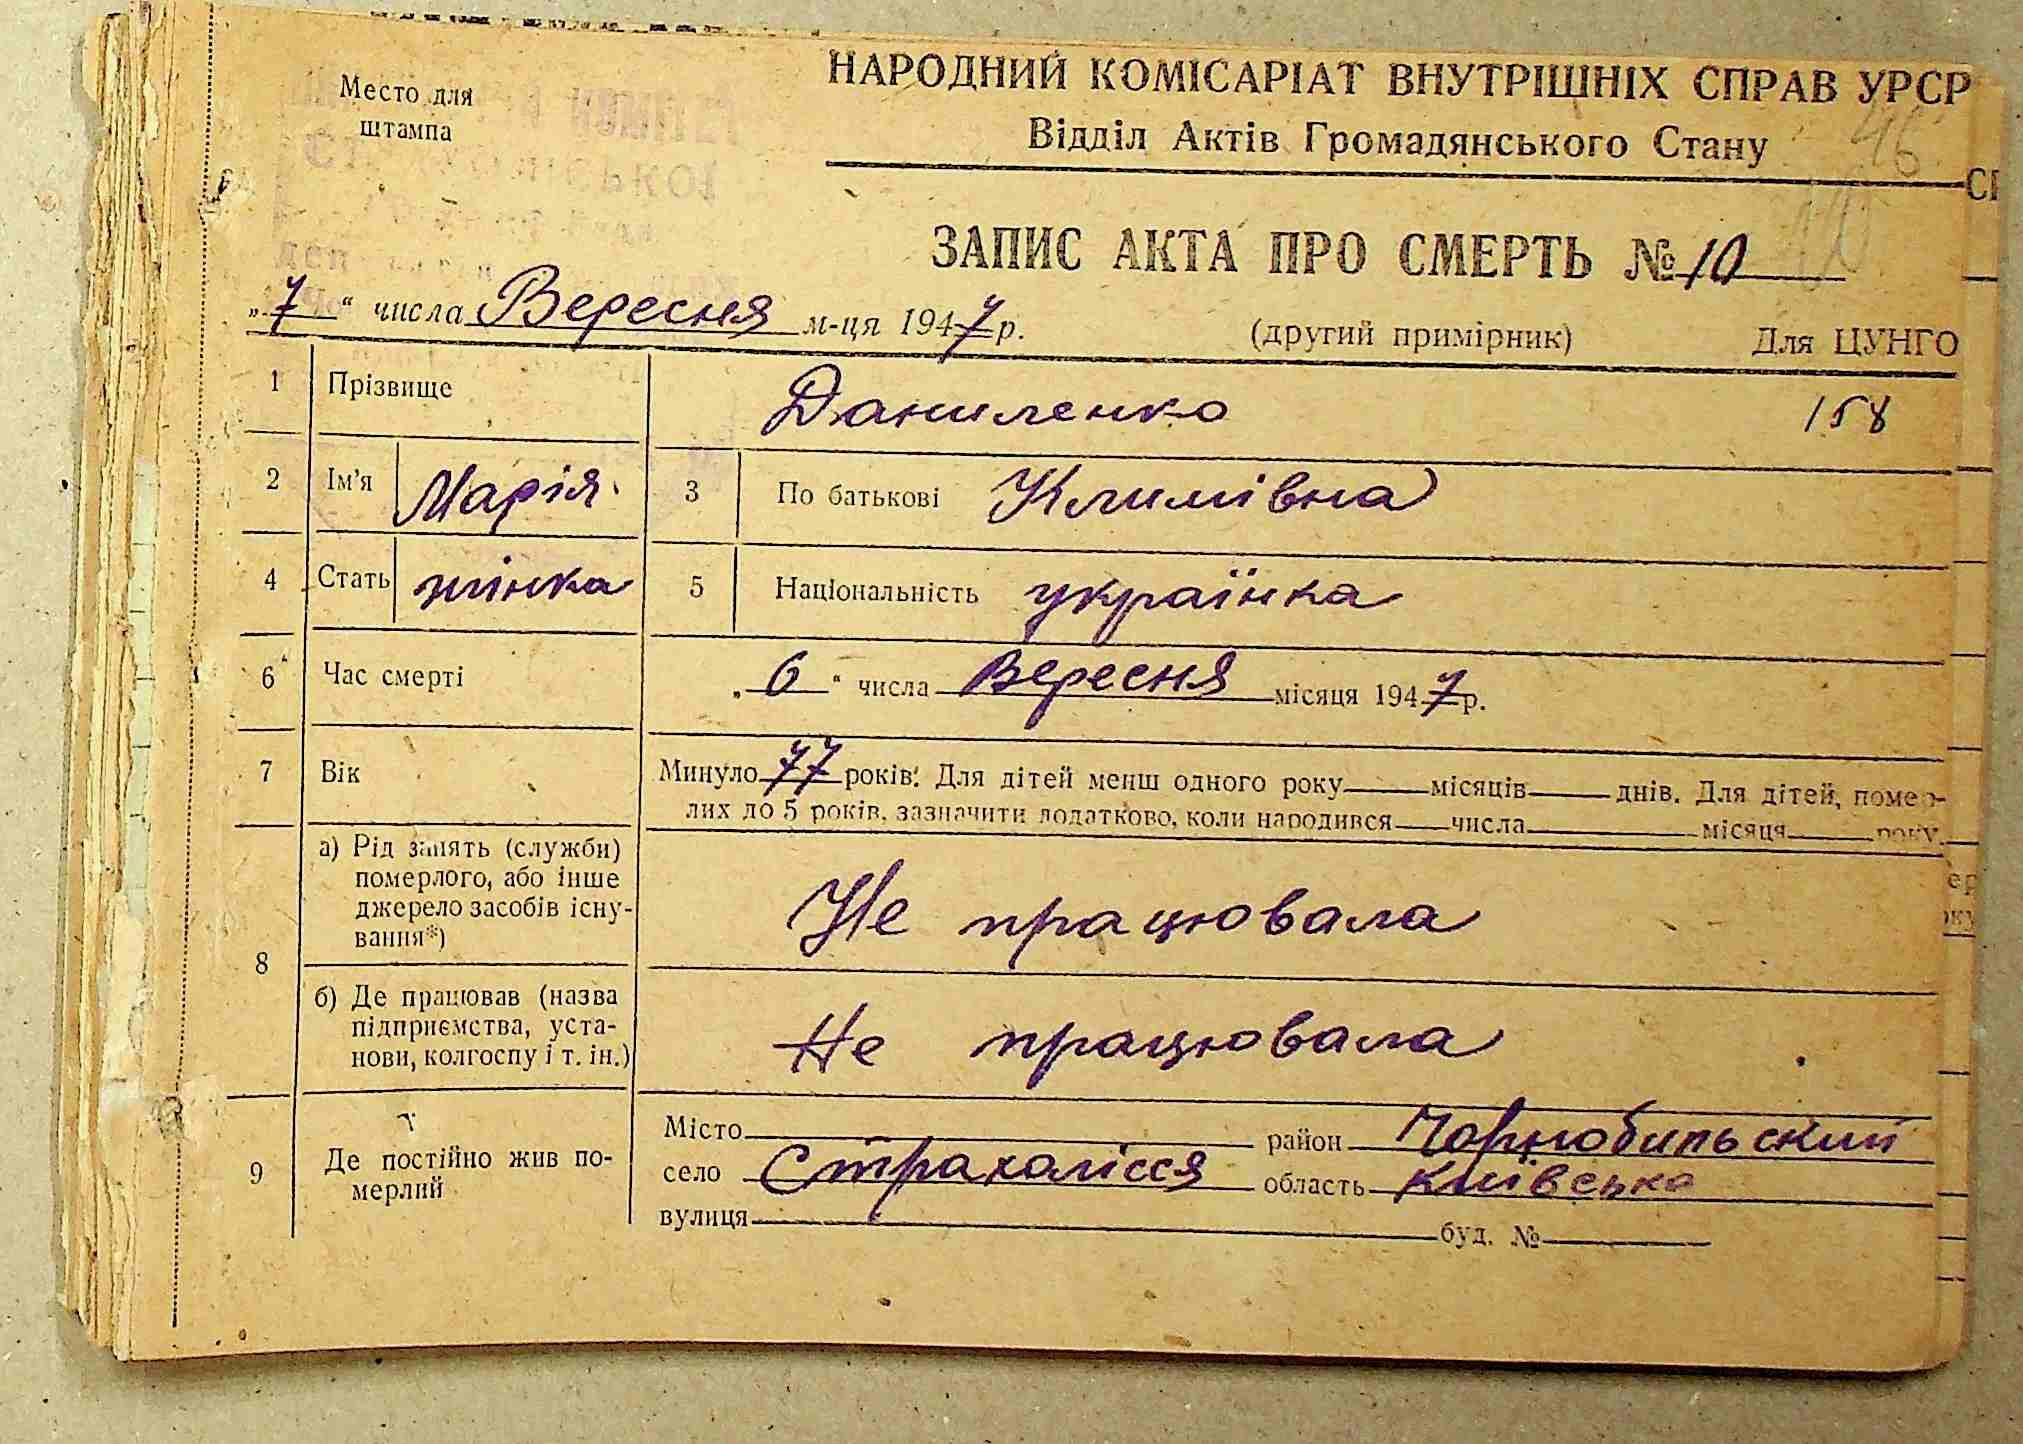 Место для
штампа
НАРОДНИЙ КОМІСАРІАТ ВНУТРІШНІХ СПРАВ УРСР
Відділ Актів Громадянського Стану
46
ЗАПИС АКТА ПРО СМЕРТЬ № 10
„7“ числа Вересня м-ця 1947 р.
(другий примірник) Для ЦУНГО
1 Прізвище Даниленко 158
2 Ім'я Марія 3 По батькові Климівна
4 Стать жінка 5 Національність українка
6 Час смерті „6“ числа Вересня місяця 1947 р.
7 Вік Минуло 77 років. Для дітей менш одного року місяців днів. Для дітей, помер-
лих до 5 років, зазначити додатково, коли народився числа місяця року.
8 а) Рід занять (служби)
померлого, або інше
джерело засобів існу-
вання*)
Не працювала
б) Де працював (назва
підприємства, уста-
нови, колгоспу і т. ін.)
Не працювала
9 Де постійно жив по-
мерлий
Місто район Чорнобильский
село Страхолісся область Київська
вулиця буд. №